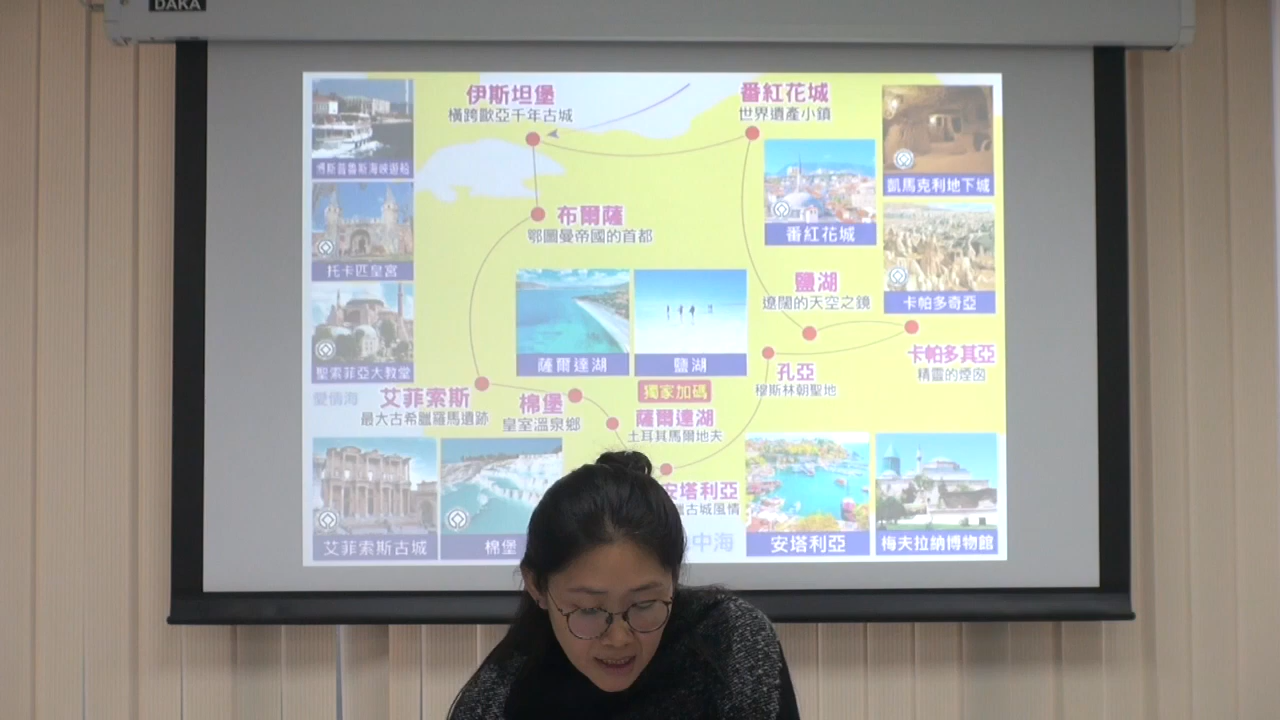 DAKA
伊斯坦堡
橫跨歐亞千年古城
番紅花城
世界遺產小鎮
博斯普魯斯海峽遊船
凱馬克利地下城
布爾薩
鄂圖曼帝國的首都
番紅花城
托卡匹皇宮
鹽湖
遼闊的天空之鏡
卡帕多奇亞
薩爾達湖
鹽湖
卡帕多其亞
精靈的煙囪
孔亞
穆斯林朝聖地
聖索菲亞大教堂
愛情海
艾菲索斯
最大古希臘羅馬遺跡
棉堡
皇室溫泉鄉
獨家加碼
薩爾達湖
土耳其馬爾地夫
安塔利亞
古城風情
中海
艾菲索斯古城
棉堡
安塔利亞
梅夫拉納博物館